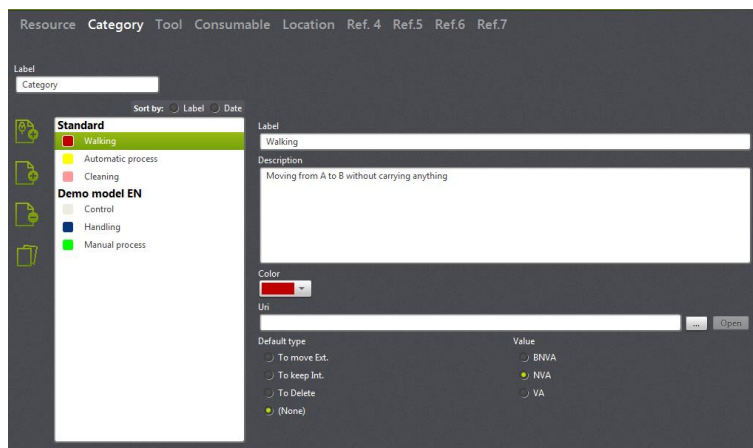 Resource Category Tool Consumable Location Ref. 4 Ref.5 Ref.6 Ref.7
Label
Category
Sort by: Label Date
Standard
Walking
Automatic process
Cleaning
Demo model EN
Control
Handling
Manual process
Label
Walking
Description
Moving from A to B without carrying anything
Color
Uri
... Open
Default type
To move Ext.
To keep Int.
To Delete
(None)
Value
BNVA
NVA
VA